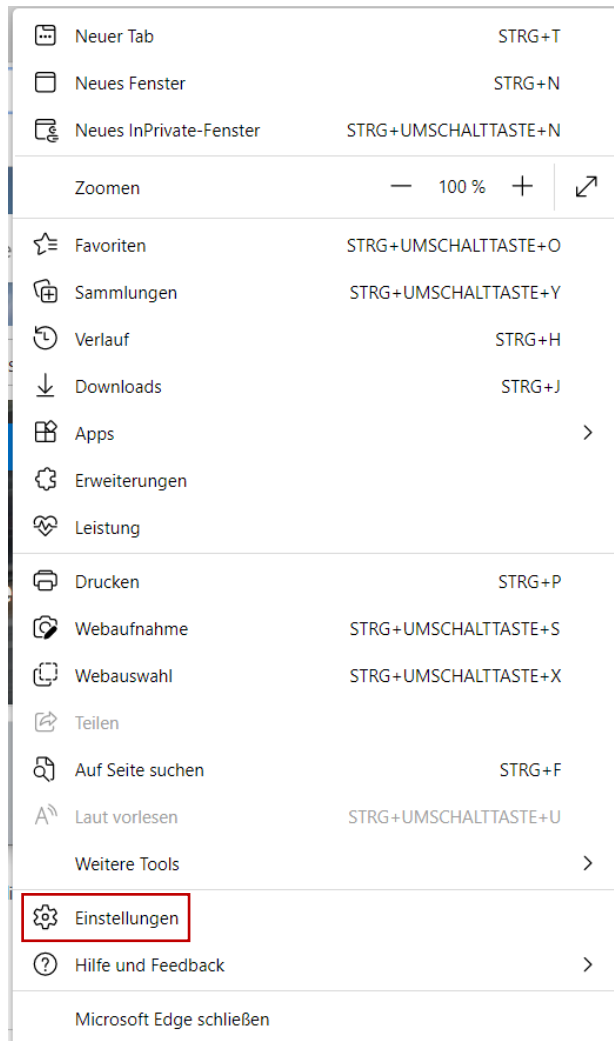 Neuer Tab STRG+T
Neues Fenster STRG+N
Neues InPrivate-Fenster STRG+UMSCHALTTASTE+N
Zoomen — 100 % +
Favoriten STRG+UMSCHALTTASTE+O
Sammlungen STRG+UMSCHALTTASTE+Y
Verlauf STRG+H
Downloads STRG+J
Apps
Erweiterungen
Leistung
Drucken STRG+P
Webaufnahme STRG+UMSCHALTTASTE+S
Webauswahl STRG+UMSCHALTTASTE+X
Teilen
Auf Seite suchen STRG+F
Laut vorlesen STRG+UMSCHALTTASTE+U
Weitere Tools
Einstellungen
Hilfe und Feedback
Microsoft Edge schließen